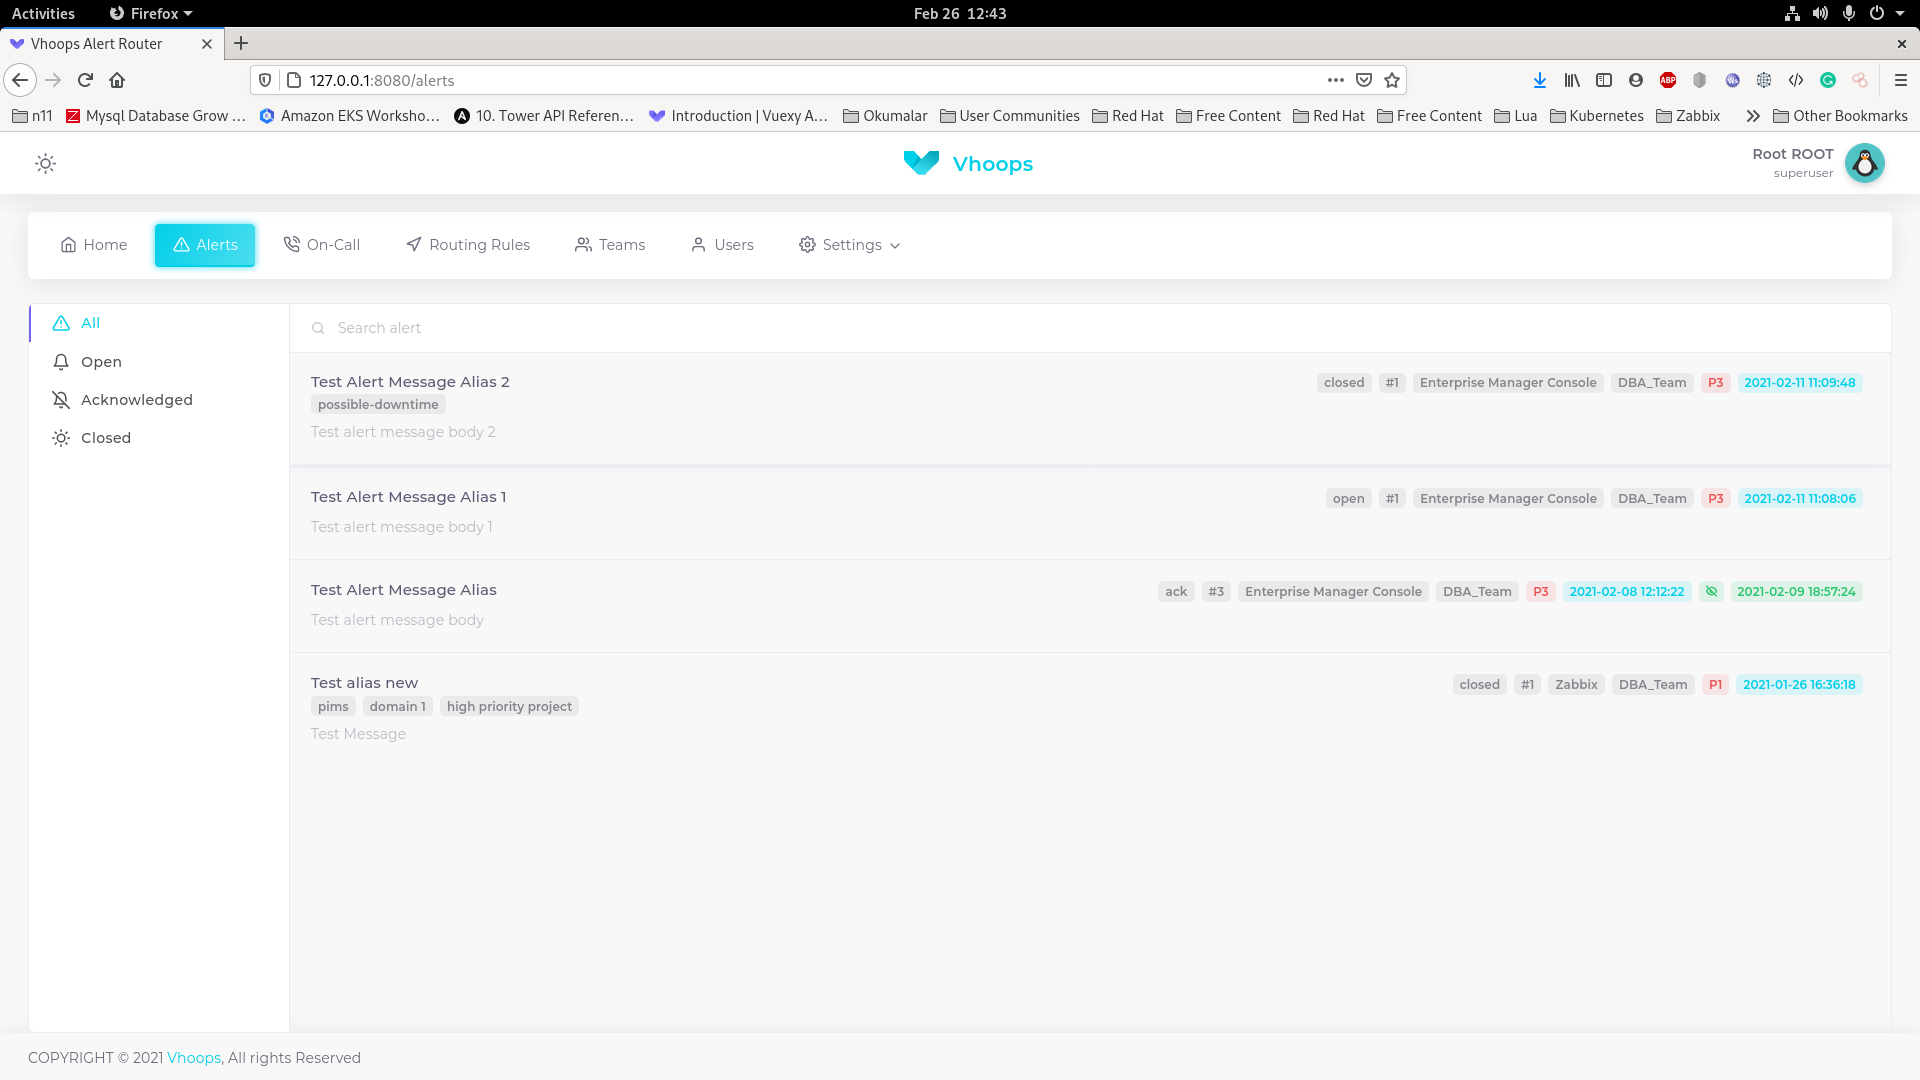 Activities Firefox Feb 26 12:43
Vhoops Alert Router
127.0.0.1:8080/alerts
n11 Mysql Database Grow ... Amazon EKS Worksho... 10. Tower API Referen... Introduction | Vuexy A... Okumalar User Communities Red Hat Free Content Red Hat Free Content Lua Kubernetes Zabbix Other Bookmarks
Vhoops
Root ROOT
superuser
Home Alerts On-Call Routing Rules Teams Users Settings
All
Open
Acknowledged
Closed
Search alert
Test Alert Message Alias 2 closed #1 Enterprise Manager Console DBA_Team P3 2021-02-11 11:09:48
possible-downtime
Test alert message body 2
Test Alert Message Alias 1 open #1 Enterprise Manager Console DBA_Team P3 2021-02-11 11:08:06
Test alert message body 1
Test Alert Message Alias ack #3 Enterprise Manager Console DBA_Team P3 2021-02-08 12:12:22 2021-02-09 18:57:24
Test alert message body
Test alias new closed #1 Zabbix DBA_Team P1 2021-01-26 16:36:18
pims domain 1 high priority project
Test Message
COPYRIGHT © 2021 Vhoops, All rights Reserved